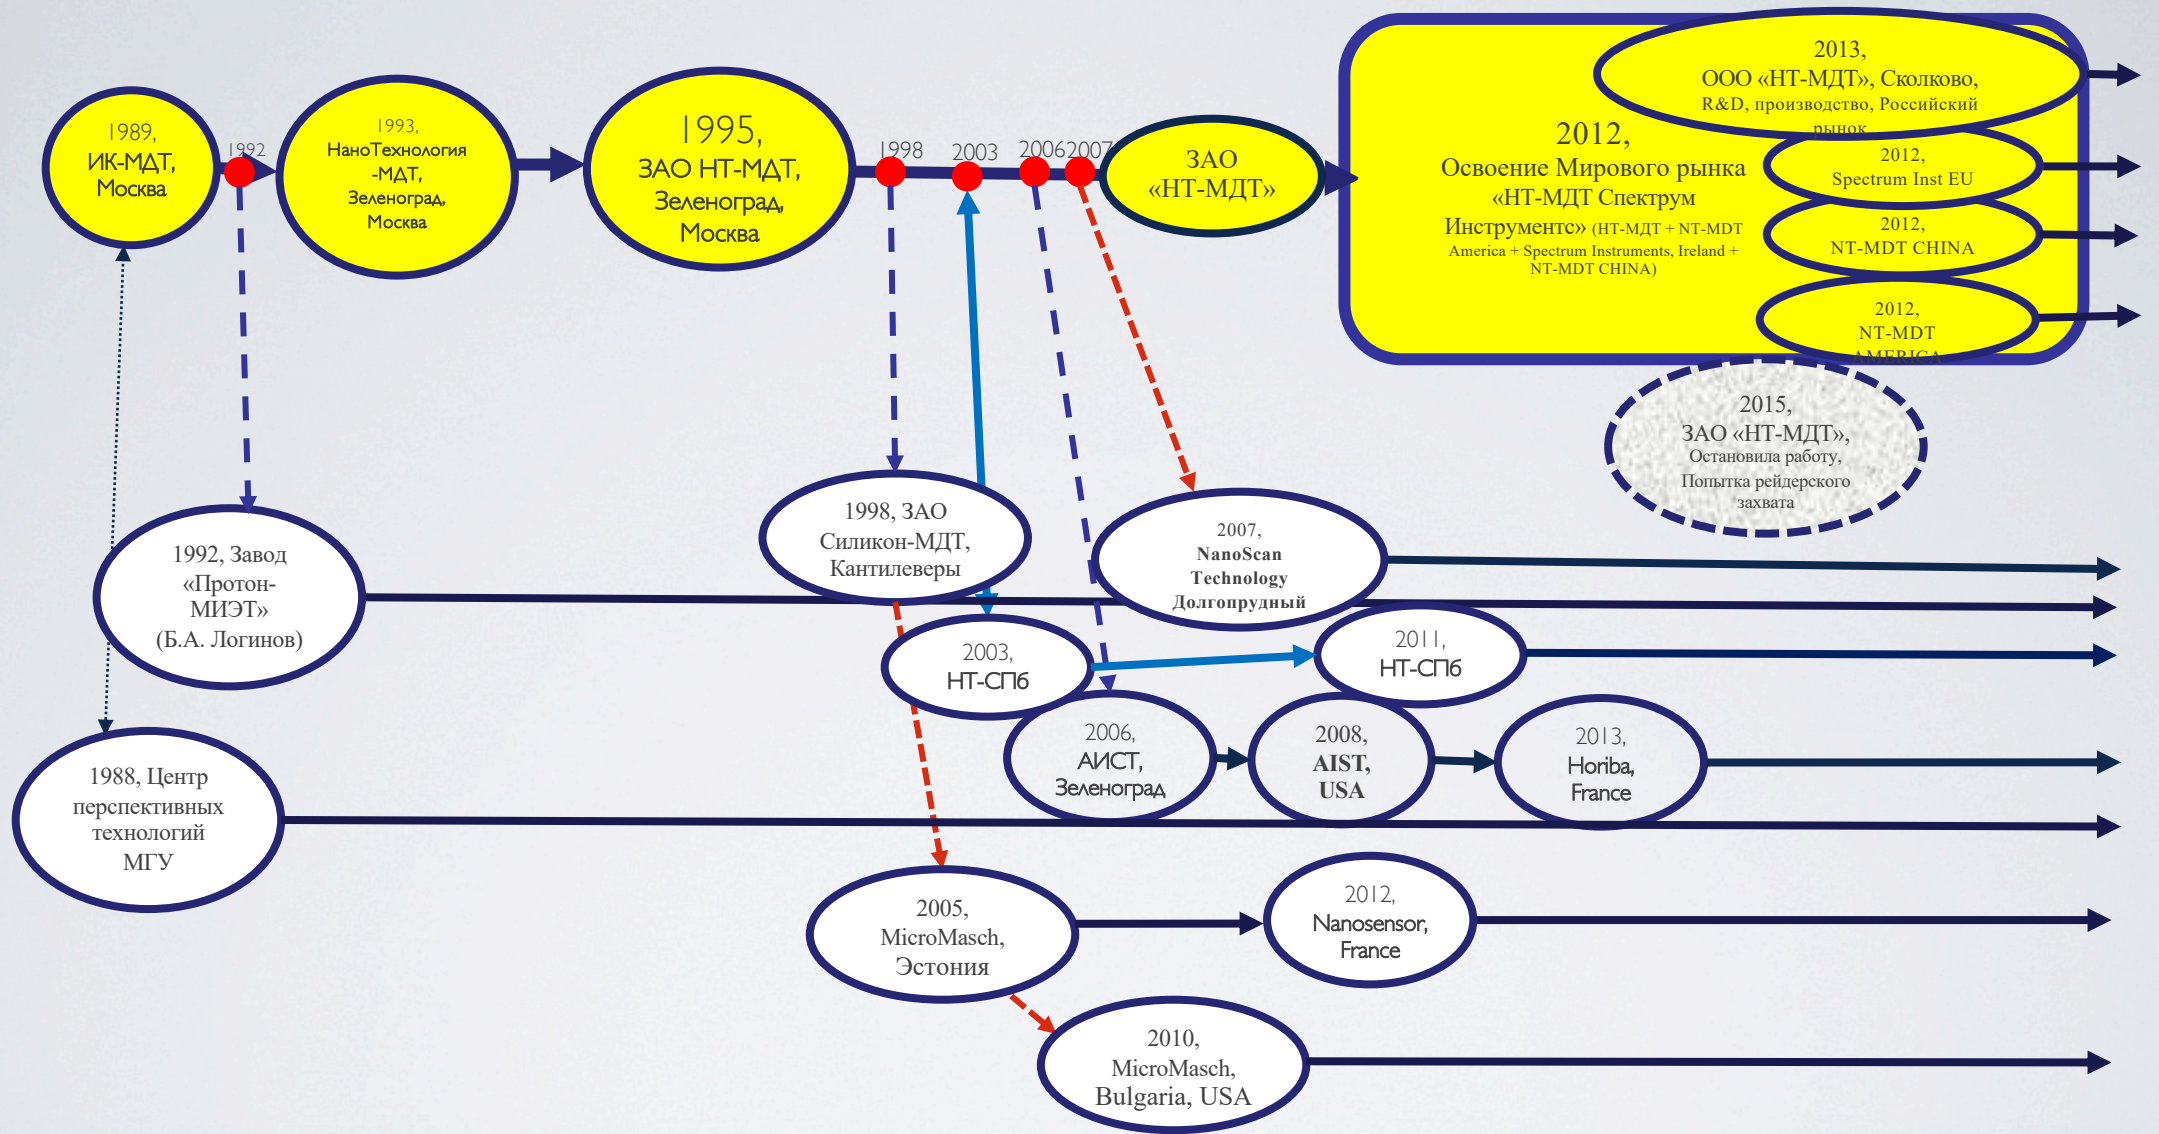 1989,
ИК-МДТ,
Москва
1992
1993,
НаноТехнология
-МДТ,
Зеленоград,
Москва
1995,
ЗАО НТ-МДТ,
Зеленоград,
Москва
1998
2003
2006
2007
ЗАО
«НТ-МДТ»
2012,
Освоение Мирового рынка
«НТ-МДТ Спектрум
Инструментс» (НТ-МДТ + NT-MDT
America + Spectrum Instruments, Ireland +
NT-MDT CHINA)
2013,
ООО «НТ-МДТ», Сколково,
R&D, производство, Российский
рынок
2012,
Spectrum Inst EU
2012,
NT-MDT CHINA
2012,
NT-MDT
AMERICA
2015,
ЗАО «НТ-МДТ»,
Остановила работу,
Попытка рейдерского
захвата
1992, Завод
«Протон-
МИЭТ»
(Б.А. Логинов)
1998, ЗАО
Силикон-МДТ,
Кантилеверы
2007,
NanoScan
Technology
Долгопрудный
2003,
НТ-СПб
2011,
НТ-СПб
2006,
АИСТ,
Зеленоград
2008,
AIST,
USA
2013,
Horiba,
France
1988, Центр
перспективных
технологий
МГУ
2005,
MicroMasch,
Эстония
2012,
Nanosensor,
France
2010,
MicroMasch,
Bulgaria, USA